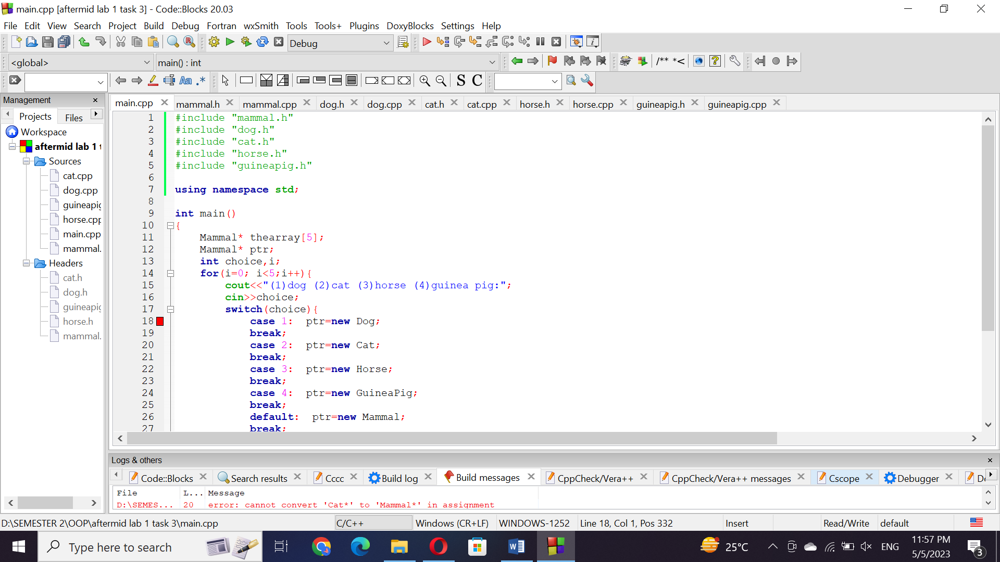 main.cpp [aftermid lab 1 task 3] - Code::Blocks 20.03
File Edit View Search Project Build Debug Fortran wxSmith Tools Tools+ Plugins DoxyBlocks Settings Help
Debug
<global> main() : int /** *<
Aa .* S C
Management
Projects Files
Workspace
aftermid lab 1
Sources
cat.cpp
dog.cpp
guineapig
horse.cpp
main.cpp
mammal.
Headers
cat.h
dog.h
guineapig
horse.h
mammal.
main.cpp mammal.h mammal.cpp dog.h dog.cpp cat.h cat.cpp horse.h horse.cpp guineapig.h guineapig.cpp
1 #include "mammal.h"
2 #include "dog.h"
3 #include "cat.h"
4 #include "horse.h"
5 #include "guineapig.h"
6
7 using namespace std;
8
9 int main()
10 {
11 Mammal* thearray[5];
12 Mammal* ptr;
13 int choice,i;
14 for(i=0; i<5;i++){
15 cout<<"(1)dog (2)cat (3)horse (4)guinea pig:";
16 cin>>choice;
17 switch(choice){
18 case 1: ptr=new Dog;
19 break;
20 case 2: ptr=new Cat;
21 break;
22 case 3: ptr=new Horse;
23 break;
24 case 4: ptr=new GuineaPig;
25 break;
26 default: ptr=new Mammal;
27 break;
Logs & others
Code::Blocks Search results Cccc Build log Build messages CppCheck/Vera++ CppCheck/Vera++ messages Cscope Debugger
File L... Message
D:\SEMES... 20 error: cannot convert 'Cat*' to 'Mammal*' in assignment
D:\SEMESTER 2\OOP\aftermid lab 1 task 3\main.cpp C/C++ Windows (CR+LF) WINDOWS-1252 Line 18, Col 1, Pos 332 Insert Read/Write default
Type here to search 25°C ENG 11:57 PM
5/5/2023 3